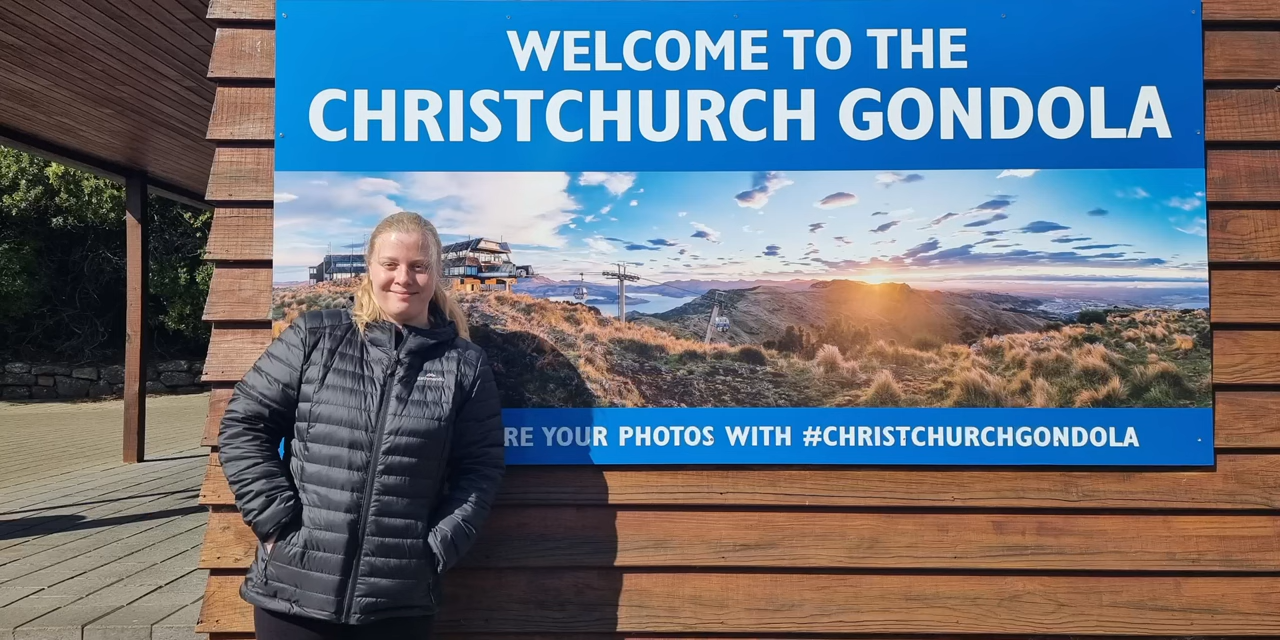 WELCOME TO THE
CHRISTCHURCH GONDOLA
RE YOUR PHOTOS WITH #CHRISTCHURCHGONDOLA